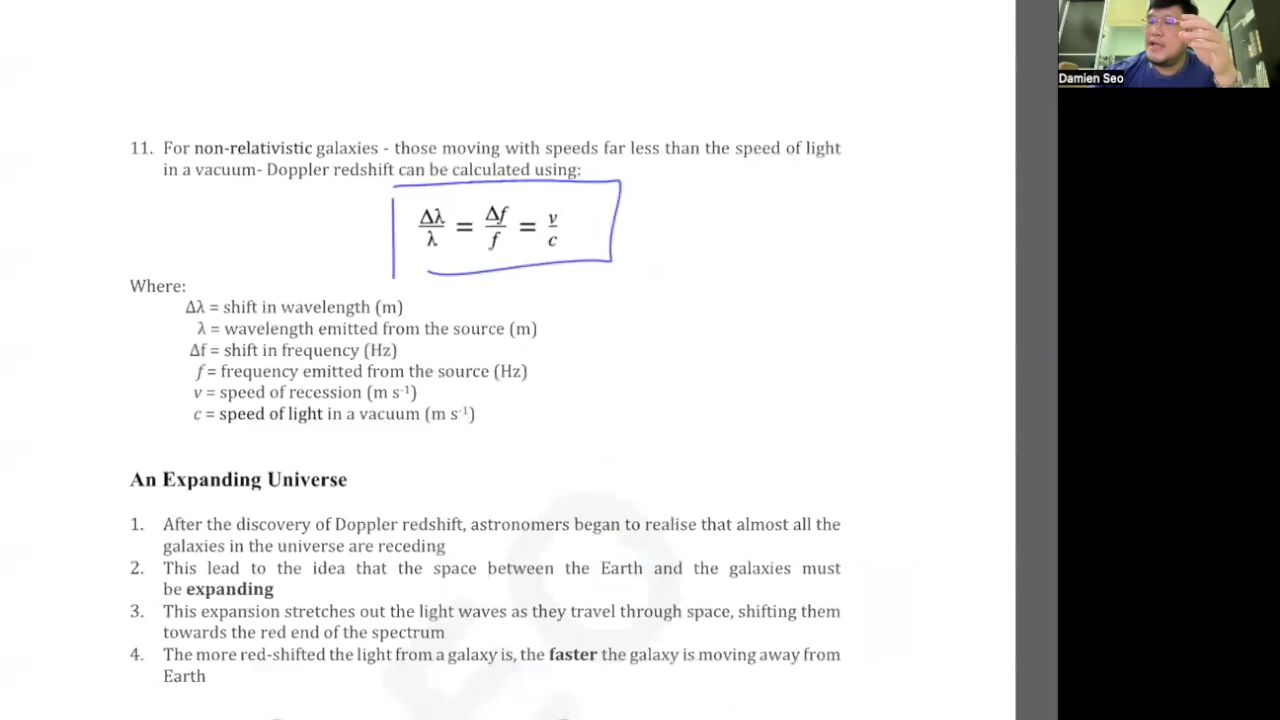 Damien Seo
11. For non-relativistic galaxies - those moving with speeds far less than the speed of light
in a vacuum- Doppler redshift can be calculated using:
Δλ/λ = Δf/f = v/c
Where:
Δλ = shift in wavelength (m)
λ = wavelength emitted from the source (m)
Δf = shift in frequency (Hz)
f = frequency emitted from the source (Hz)
v = speed of recession (m s⁻¹)
c = speed of light in a vacuum (m s⁻¹)
An Expanding Universe
1. After the discovery of Doppler redshift, astronomers began to realise that almost all the
galaxies in the universe are receding
2. This lead to the idea that the space between the Earth and the galaxies must
be expanding
3. This expansion stretches out the light waves as they travel through space, shifting them
towards the red end of the spectrum
4. The more red-shifted the light from a galaxy is, the faster the galaxy is moving away from
Earth